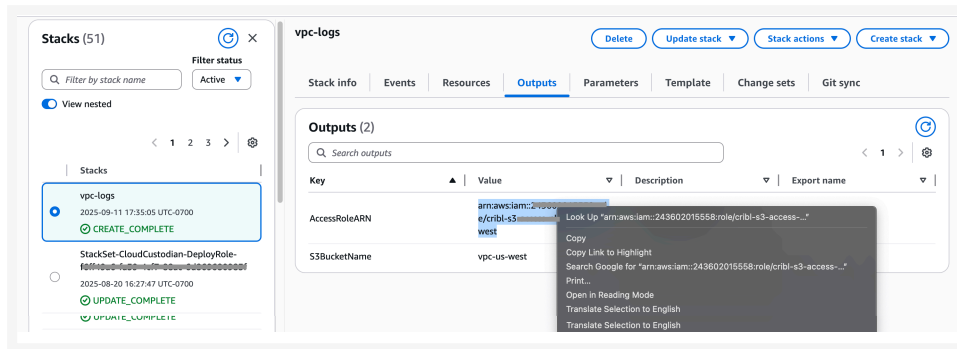 Stacks (51)
Filter status
Filter by stack name
Active
View nested
1 2 3
Stacks
vpc-logs
2025-09-11 17:35:05 UTC-0700
CREATE_COMPLETE
StackSet-CloudCustodian-DeployRole-
2025-08-20 16:27:47 UTC-0700
UPDATE_COMPLETE
UPDATE_COMPLETE
vpc-logs
Delete
Update stack
Stack actions
Create stack
Stack info
Events
Resources
Outputs
Parameters
Template
Change sets
Git sync
Outputs (2)
Search outputs
1
Key
Value
Description
Export name
AccessRoleARN
arn:aws:iam::
e/cribl-s3
west
S3BucketName
vpc-us-west
Look Up "arn:aws:iam::243602015558:role/cribl-s3-access-..."
Copy
Copy Link to Highlight
Search Google for "arn:aws:iam::243602015558:role/cribl-s3-access-..."
Print...
Open in Reading Mode
Translate Selection to English
Translate Selection to English